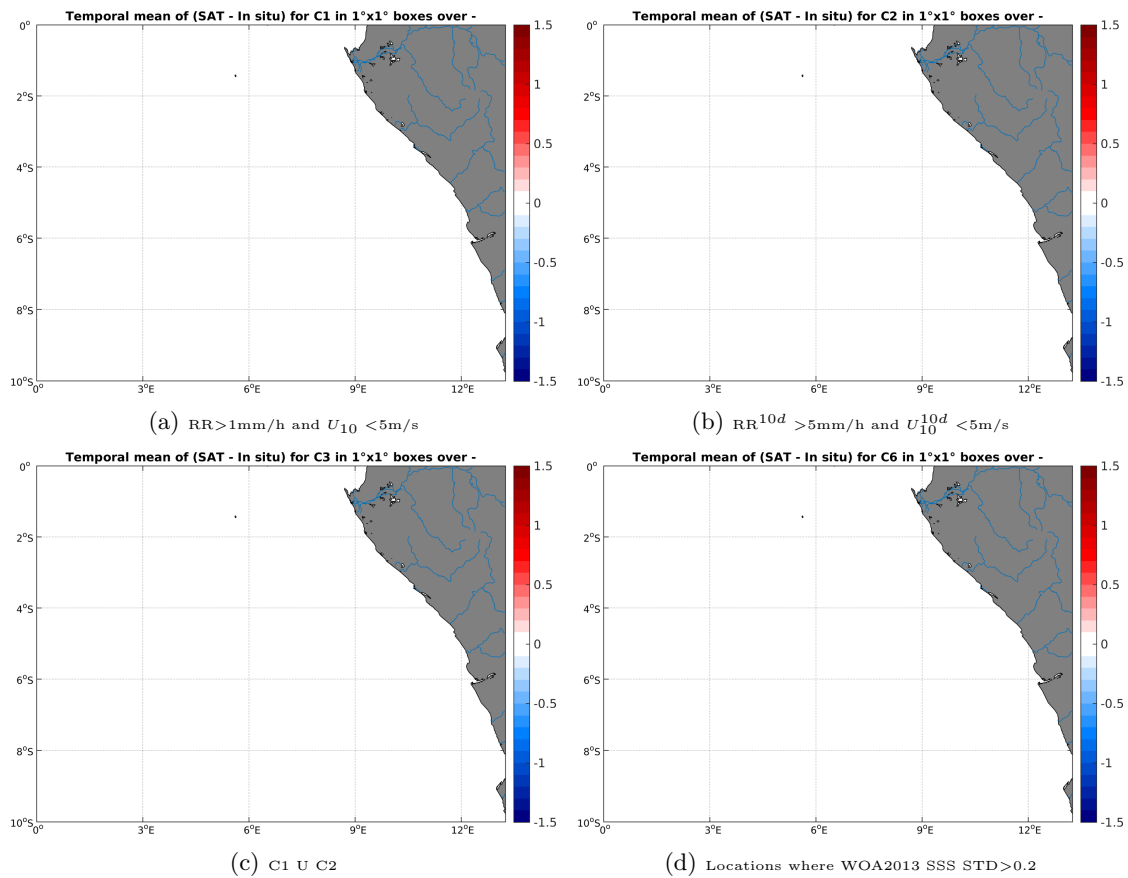 Temporal mean of (SAT - In situ) for C1 in 1°x1° boxes over -
0°
2°S
4°S
6°S
8°S
10°S
0°
3°E
6°E
9°E
12°E
1.5
1
0.5
0
-0.5
-1
-1.5
(a) RR>1mm/h and U10 <5m/s
Temporal mean of (SAT - In situ) for C2 in 1°x1° boxes over -
0°
2°S
4°S
6°S
8°S
10°S
0°
3°E
6°E
9°E
12°E
1.5
1
0.5
0
-0.5
-1
-1.5
(b) RR^10d >5mm/h and U10^10d <5m/s
Temporal mean of (SAT - In situ) for C3 in 1°x1° boxes over -
0°
2°S
4°S
6°S
8°S
10°S
0°
3°E
6°E
9°E
12°E
1.5
1
0.5
0
-0.5
-1
-1.5
(c) C1 U C2
Temporal mean of (SAT - In situ) for C6 in 1°x1° boxes over -
0°
2°S
4°S
6°S
8°S
10°S
0°
3°E
6°E
9°E
12°E
1.5
1
0.5
0
-0.5
-1
-1.5
(d) Locations where WOA2013 SSS STD>0.2